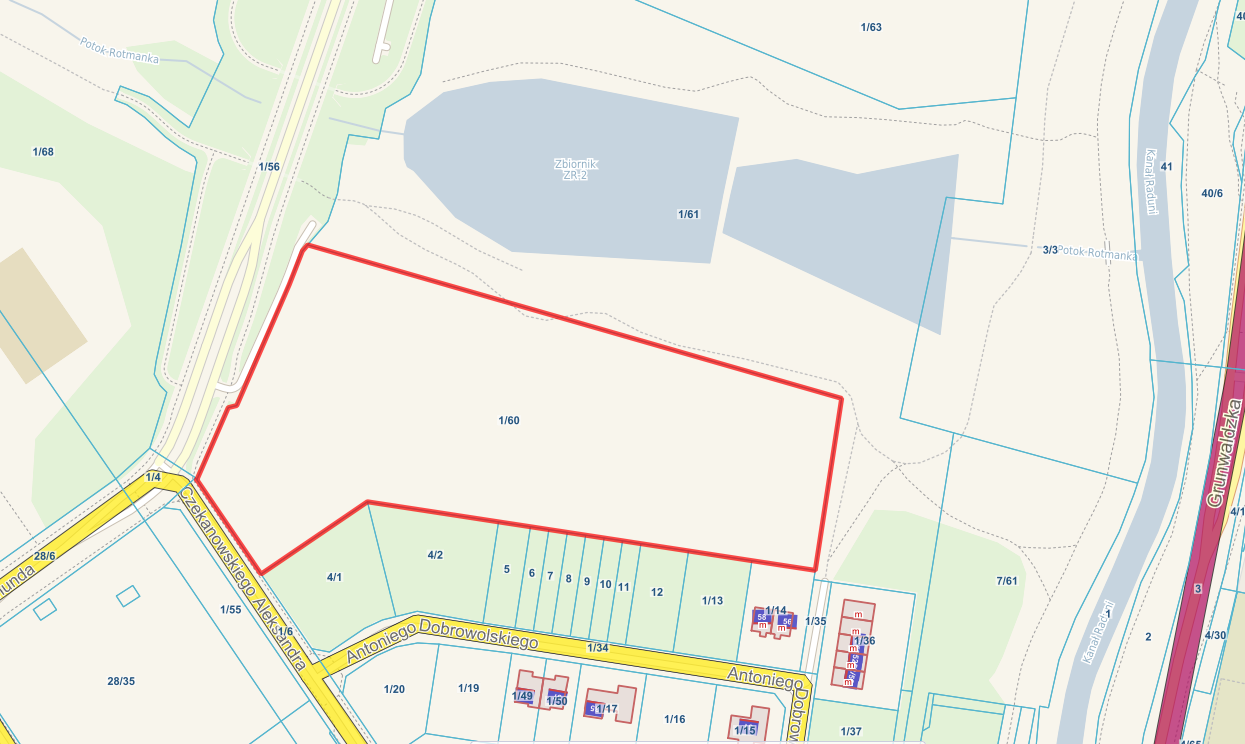 1/63
Potok-Rotmanka
1/68
1/56
Zbiornik
ZR-2
1/61
Kanał Raduni
41
40/6
3/3
Potok-Rotmanka
Grunwaldzka
1/60
1/4
28/6
Czekanowskiego Aleksandra
4/1
4/2
5
6
7
8
9
10
11
12
1/13
1/14
58
56
m
m
1/35
1/36
m
m
m
m
m
7/61
3
1
Kanał Raduni
2
4/30
1/55
1/6
Antoniego Dobrowolskiego
1/34
Antoniego
28/35
1/20
1/19
1/49
1/50
1/17
1/16
1/15
1/37